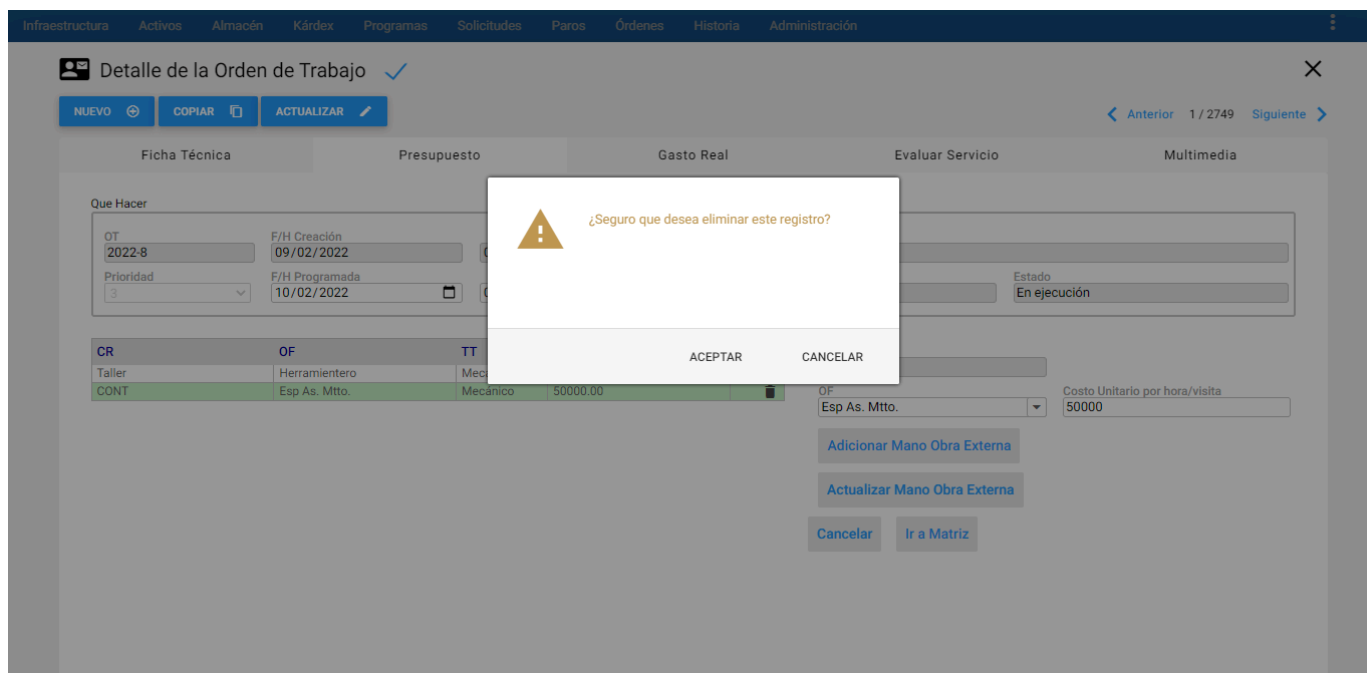 Infraestructura Activos Almacén Kárdex Programas Solicitudes Paros Órdenes Historia Administración
Detalle de la Orden de Trabajo
NUEVO COPIAR ACTUALIZAR
Anterior 1 / 2749 Siguiente
Ficha Técnica Presupuesto Gasto Real Evaluar Servicio Multimedia
Que Hacer
¿Seguro que desea eliminar este registro?
OT F/H Creación
2022-8 09/02/2022
Prioridad F/H Programada Estado
3 10/02/2022 En ejecución
ACEPTAR CANCELAR
CR OF TT
Taller Herramientero
CONT Esp As. Mtto. Mecánico 50000.00
OF Costo Unitario por hora/visita
Esp As. Mtto. 50000
Adicionar Mano Obra Externa
Actualizar Mano Obra Externa
Cancelar Ir a Matriz